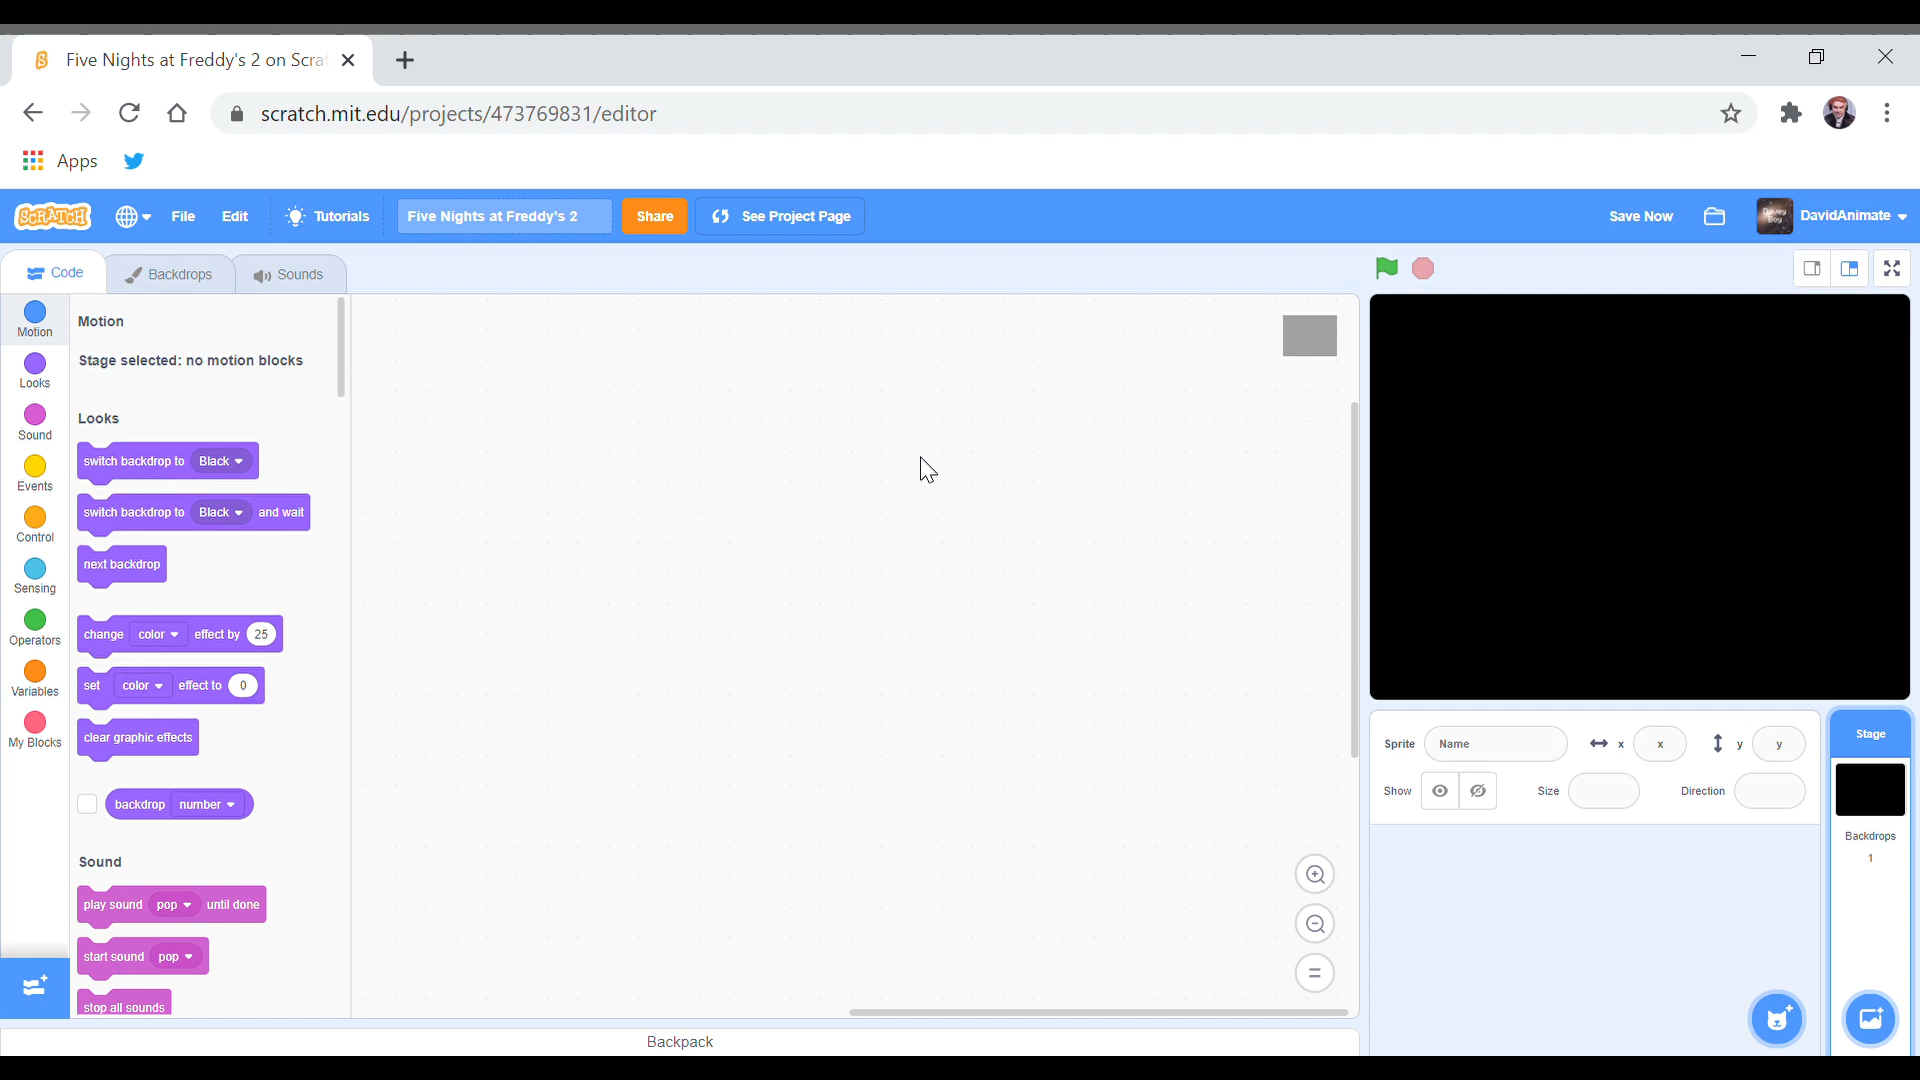 Five Nights at Freddy's 2 on Scra
scratch.mit.edu/projects/473769831/editor
Apps
SCRATCH
File
Edit
Tutorials
Five Nights at Freddy's 2
Share
See Project Page
Save Now
DavidAnimate
Code
Backdrops
Sounds
Motion
Looks
Sound
Events
Control
Sensing
Operators
Variables
My Blocks
Motion
Stage selected: no motion blocks
Looks
switch backdrop to Black
switch backdrop to Black and wait
next backdrop
change color effect by 25
set color effect to 0
clear graphic effects
backdrop number
Sound
play sound pop until done
start sound pop
stop all sounds
Backpack
Sprite Name x x y y
Show Size Direction
Stage
Backdrops
1